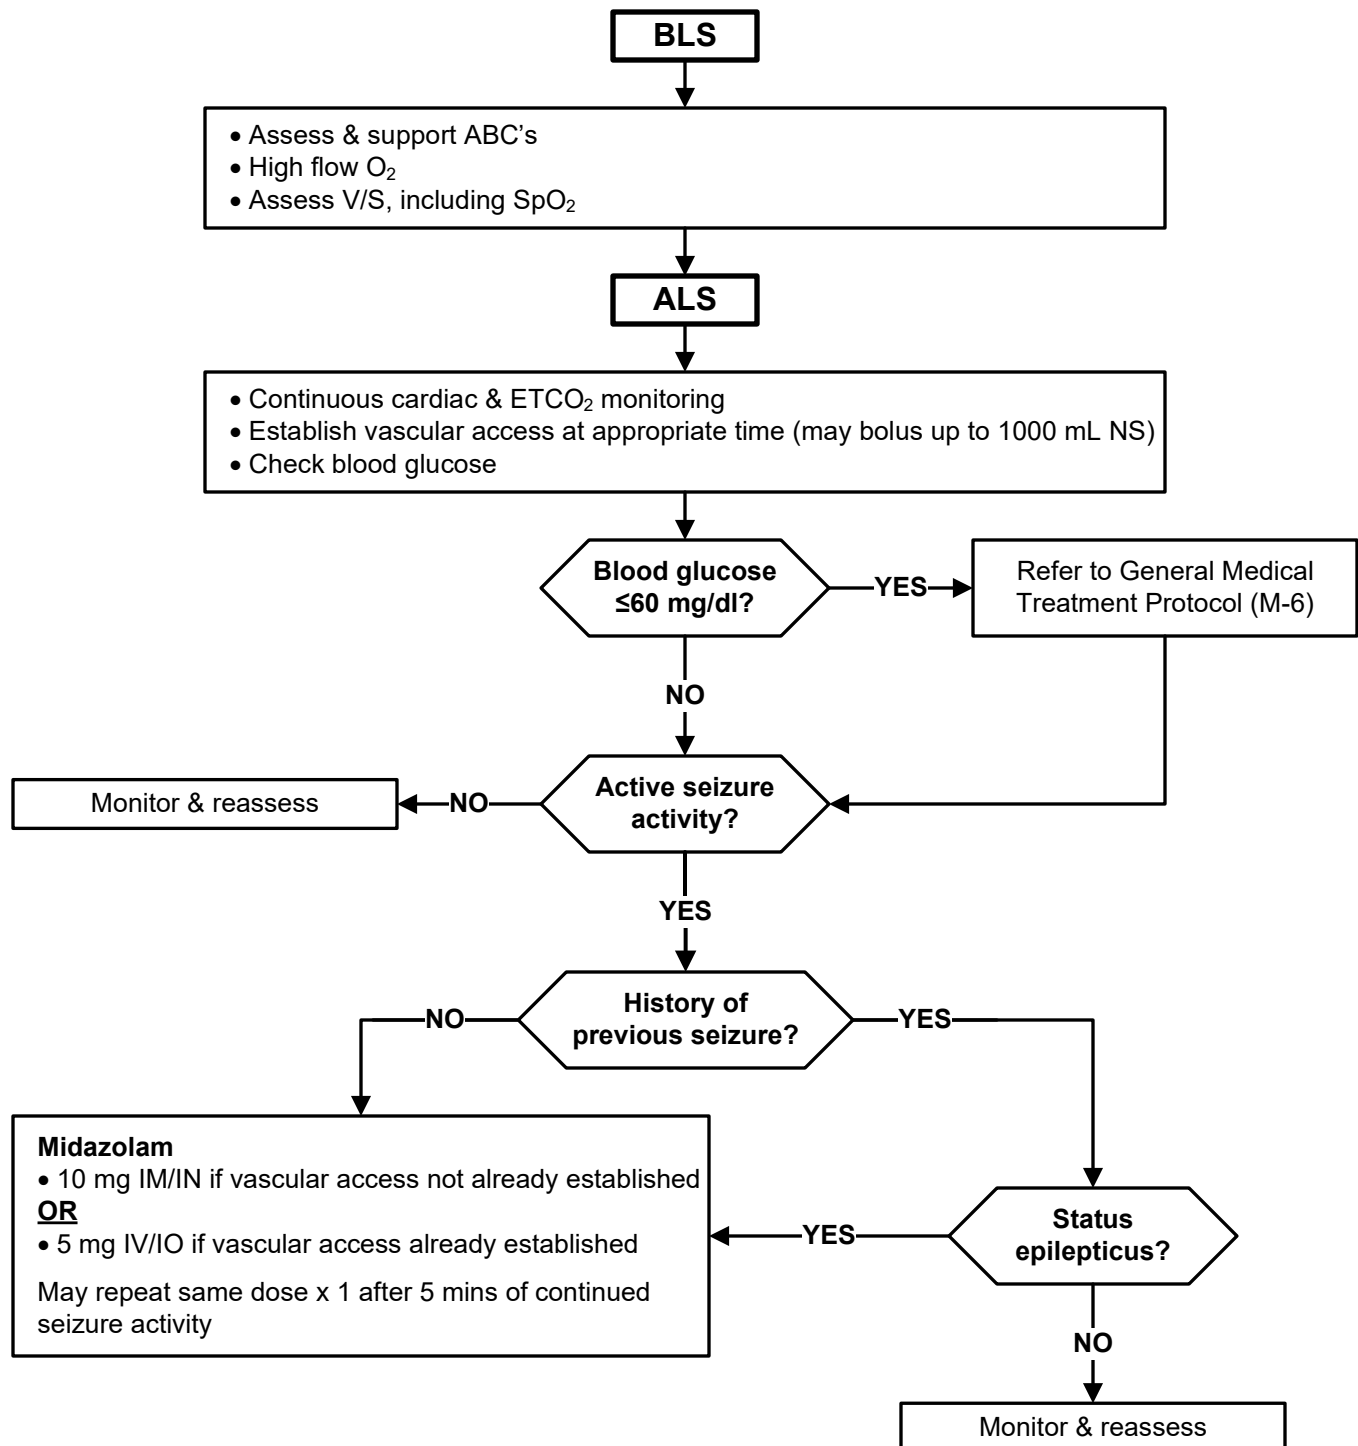 BLS
• Assess & support ABC’s
• High flow O₂
• Assess V/S, including SpO₂
ALS
• Continuous cardiac & ETCO₂ monitoring
• Establish vascular access at appropriate time (may bolus up to 1000 mL NS)
• Check blood glucose
Blood glucose
≤60 mg/dl?
YES
Refer to General Medical
Treatment Protocol (M-6)
NO
Active seizure
activity?
NO
Monitor & reassess
YES
History of
previous seizure?
NO
YES
Midazolam
• 10 mg IM/IN if vascular access not already established
OR
• 5 mg IV/IO if vascular access already established
May repeat same dose x 1 after 5 mins of continued
seizure activity
Status
epilepticus?
YES
NO
Monitor & reassess